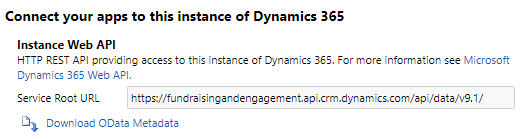 Connect your apps to this instance of Dynamics 365
Instance Web API
HTTP REST API providing access to this instance of Dynamics 365. For more information see Microsoft
Dynamics 365 Web API.
Service Root URL https://fundraisingandengagement.api.crm.dynamics.com/api/data/v9.1/
Download OData Metadata